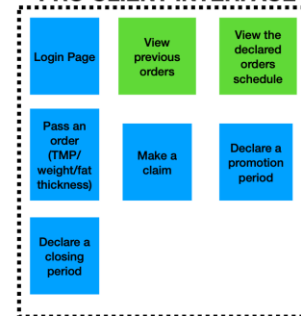 Login Page
View
previous
orders
View the
declared
orders
schedule
Pass an
order
(TMP/
weight/fat
thickness)
Make a
claim
Declare a
promotion
period
Declare a
closing
period